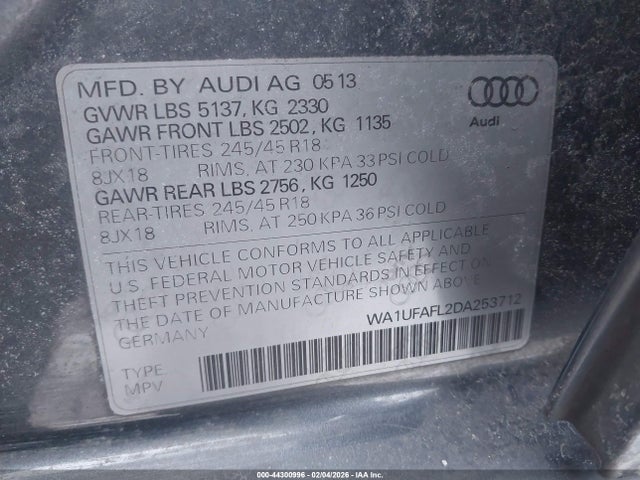 MFD. BY AUDI AG 05 13
GVWR LBS 5137, KG 2330
GAWR FRONT LBS 2502, KG 1135
FRONT-TIRES 245/45 R18
8JX18 RIMS, AT 230 KPA 33 PSI COLD
GAWR REAR LBS 2756, KG 1250
REAR-TIRES 245/45 R18
8JX18 RIMS, AT 250 KPA 36 PSI COLD
THIS VEHICLE CONFORMS TO ALL APPLICABLE
U.S. FEDERAL MOTOR VEHICLE SAFETY AND
THEFT PREVENTION STANDARDS IN EFFECT ON
THE DATE OF MANUFACTURE SHOWN ABOVE.
GERMANY
WA1UFAFL2DA253712
TYPE
MPV
Audi
000-44300996 - 02/04/2026 - IAA Inc.